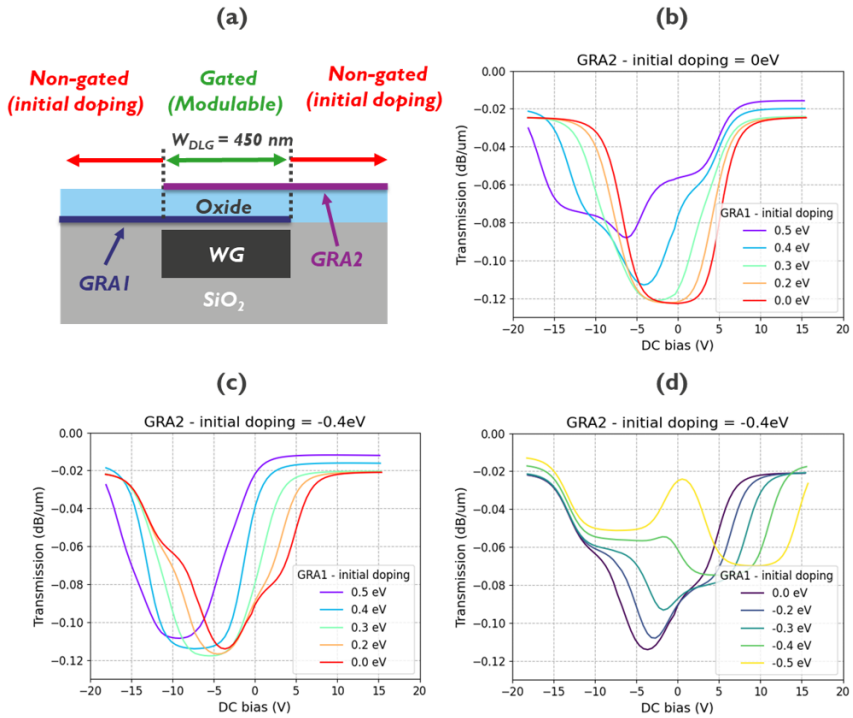 (a)
Non-gated
(initial doping)
Gated
(Modulable)
Non-gated
(initial doping)
W_DLG = 450 nm
Oxide
GRA1
WG
GRA2
SiO₂
(b)
GRA2 - initial doping = 0eV
Transmission (dB/um)
0.00
−0.02
−0.04
−0.06
−0.08
−0.10
−0.12
GRA1 - initial doping
0.5 eV
0.4 eV
0.3 eV
0.2 eV
0.0 eV
−20 −15 −10 −5 0 5 10 15 20
DC bias (V)
(c)
GRA2 - initial doping = -0.4eV
Transmission (dB/um)
0.00
−0.02
−0.04
−0.06
−0.08
−0.10
−0.12
GRA1 - initial doping
0.5 eV
0.4 eV
0.3 eV
0.2 eV
0.0 eV
−20 −15 −10 −5 0 5 10 15 20
DC bias (V)
(d)
GRA2 - initial doping = -0.4eV
Transmission (dB/um)
0.00
−0.02
−0.04
−0.06
−0.08
−0.10
−0.12
GRA1 - initial doping
0.0 eV
-0.2 eV
-0.3 eV
-0.4 eV
-0.5 eV
−20 −15 −10 −5 0 5 10 15 20
DC bias (V)